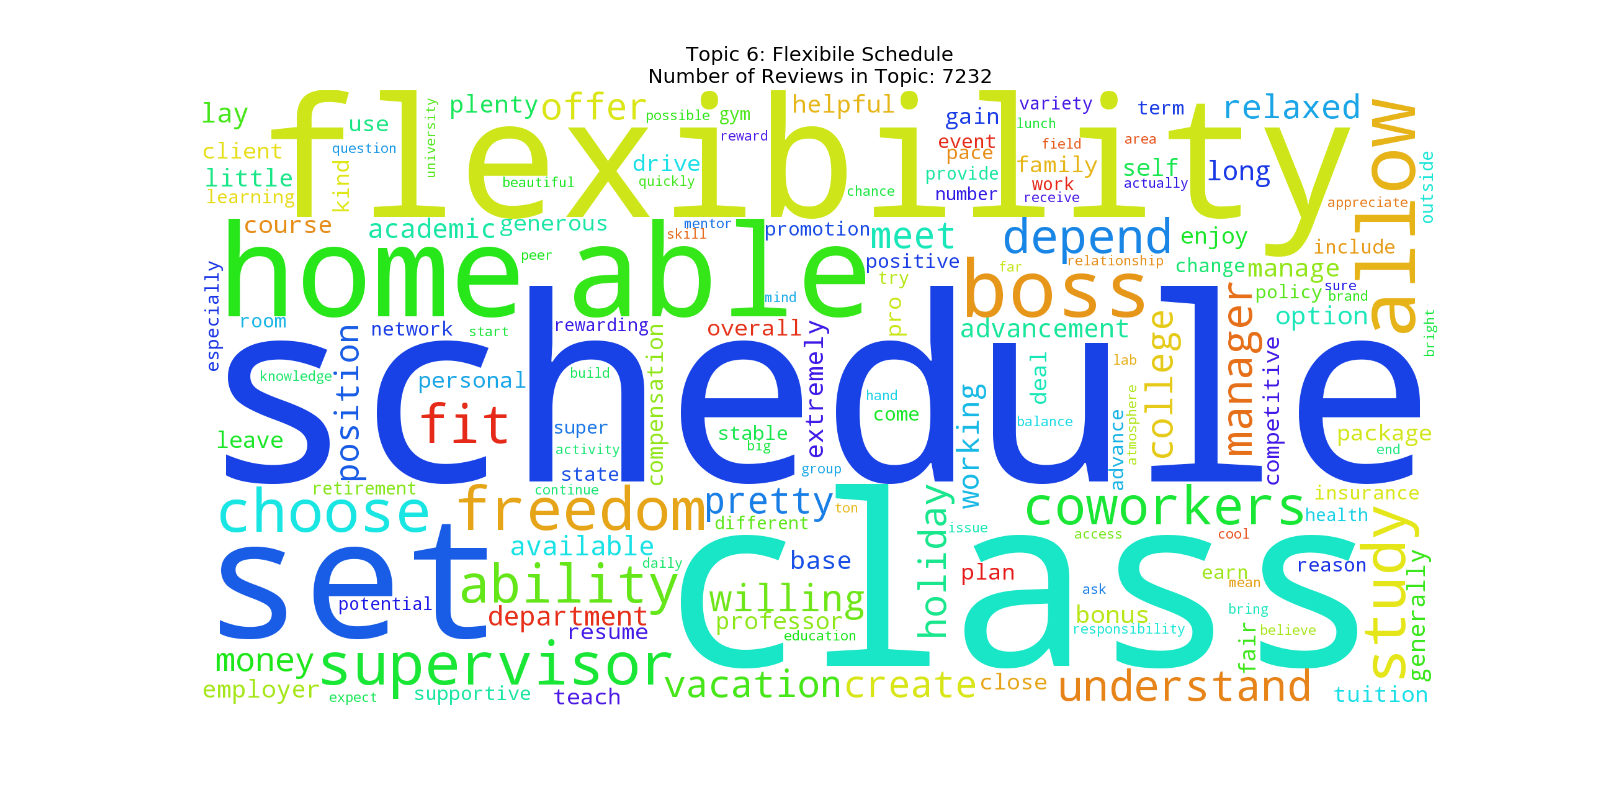 Topic 6: Flexibile Schedule
Number of Reviews in Topic: 7232
flexibility
lay
use
plenty
offer
possible
gym
helpful
gain
variety
term
relaxed
allow
client
question
university
reward
lunch
event
field
area
little
kind
drive
pace
family
self
long
outside
learning
beautiful
quickly
chance
provide
number
work
receive
actually
appreciate
course
academic
generous
mentor
skill
promotion
meet
depend
enjoy
include
home
able
peer
positive
boss
far
relationship
change
manage
especially
mind
try
pro
policy
sure
brand
room
network
start
rewarding
overall
advancement
option
bright
schedule
position
knowledge
personal
build
compensation
extremely
deal
lab
college
manager
competitive
fit
super
hand
come
working
balance
advance
atmosphere
leave
activity
stable
big
package
end
state
group
retirement
continue
choose
freedom
pretty
ton
holiday
coworkers
insurance
health
different
issue
access
cool
study
set
available
daily
base
class
plan
reason
generally
ability
willing
ask
earn
mean
potential
department
professor
bonus
bring
resume
education
responsibility
fair
believe
money
supervisor
employer
expect
supportive
teach
vacation
create
close
understand
tuition